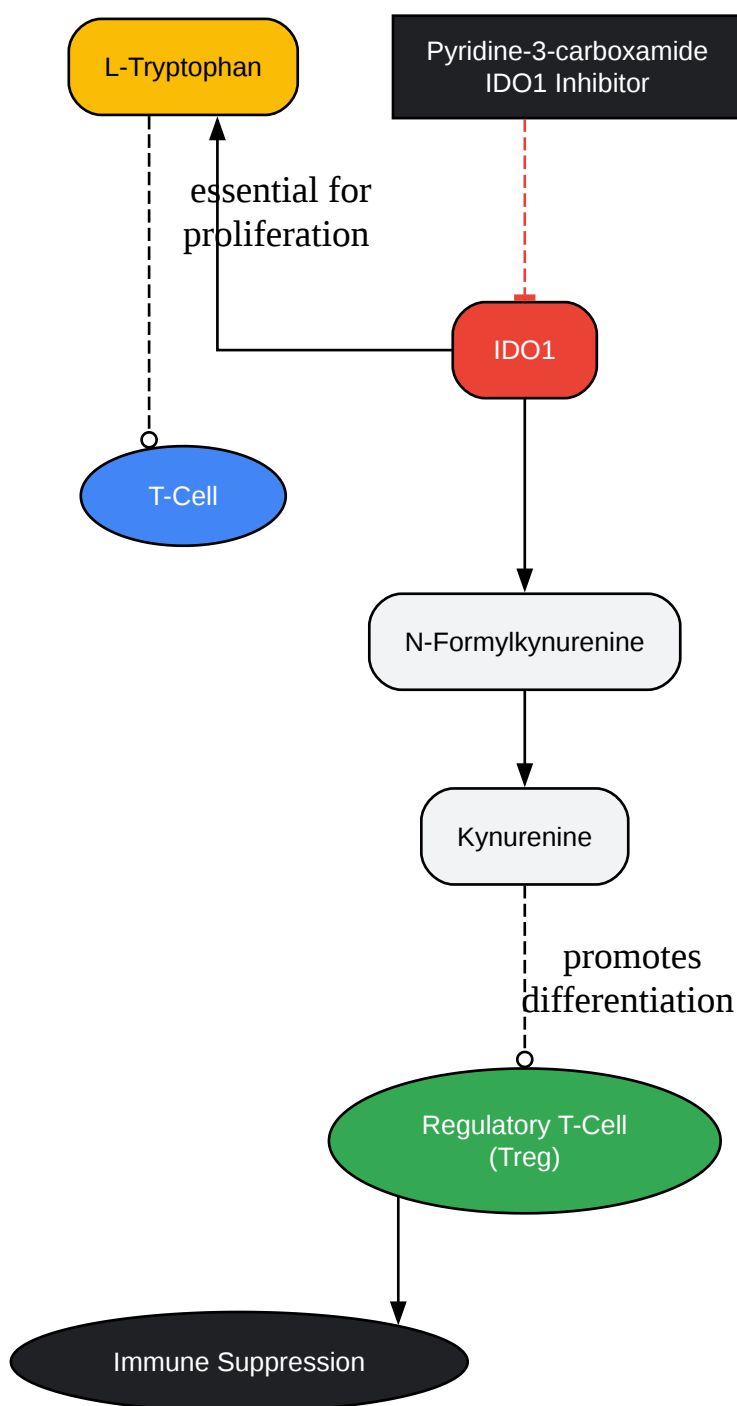 L-Tryptophan
Pyridine-3-carboxamide
IDO1 Inhibitor
essential for
proliferation
IDO1
T-Cell
N-Formylkynurenine
Kynurenine
promotes
differentiation
Regulatory T-Cell
(Treg)
Immune Suppression